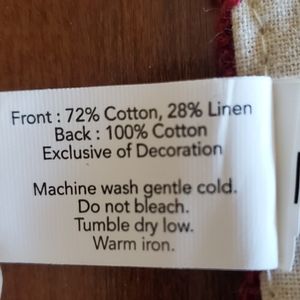 Front : 72% Cotton, 28% Linen
Back : 100% Cotton
Exclusive of Decoration
Machine wash gentle cold.
Do not bleach.
Tumble dry low.
Warm iron.